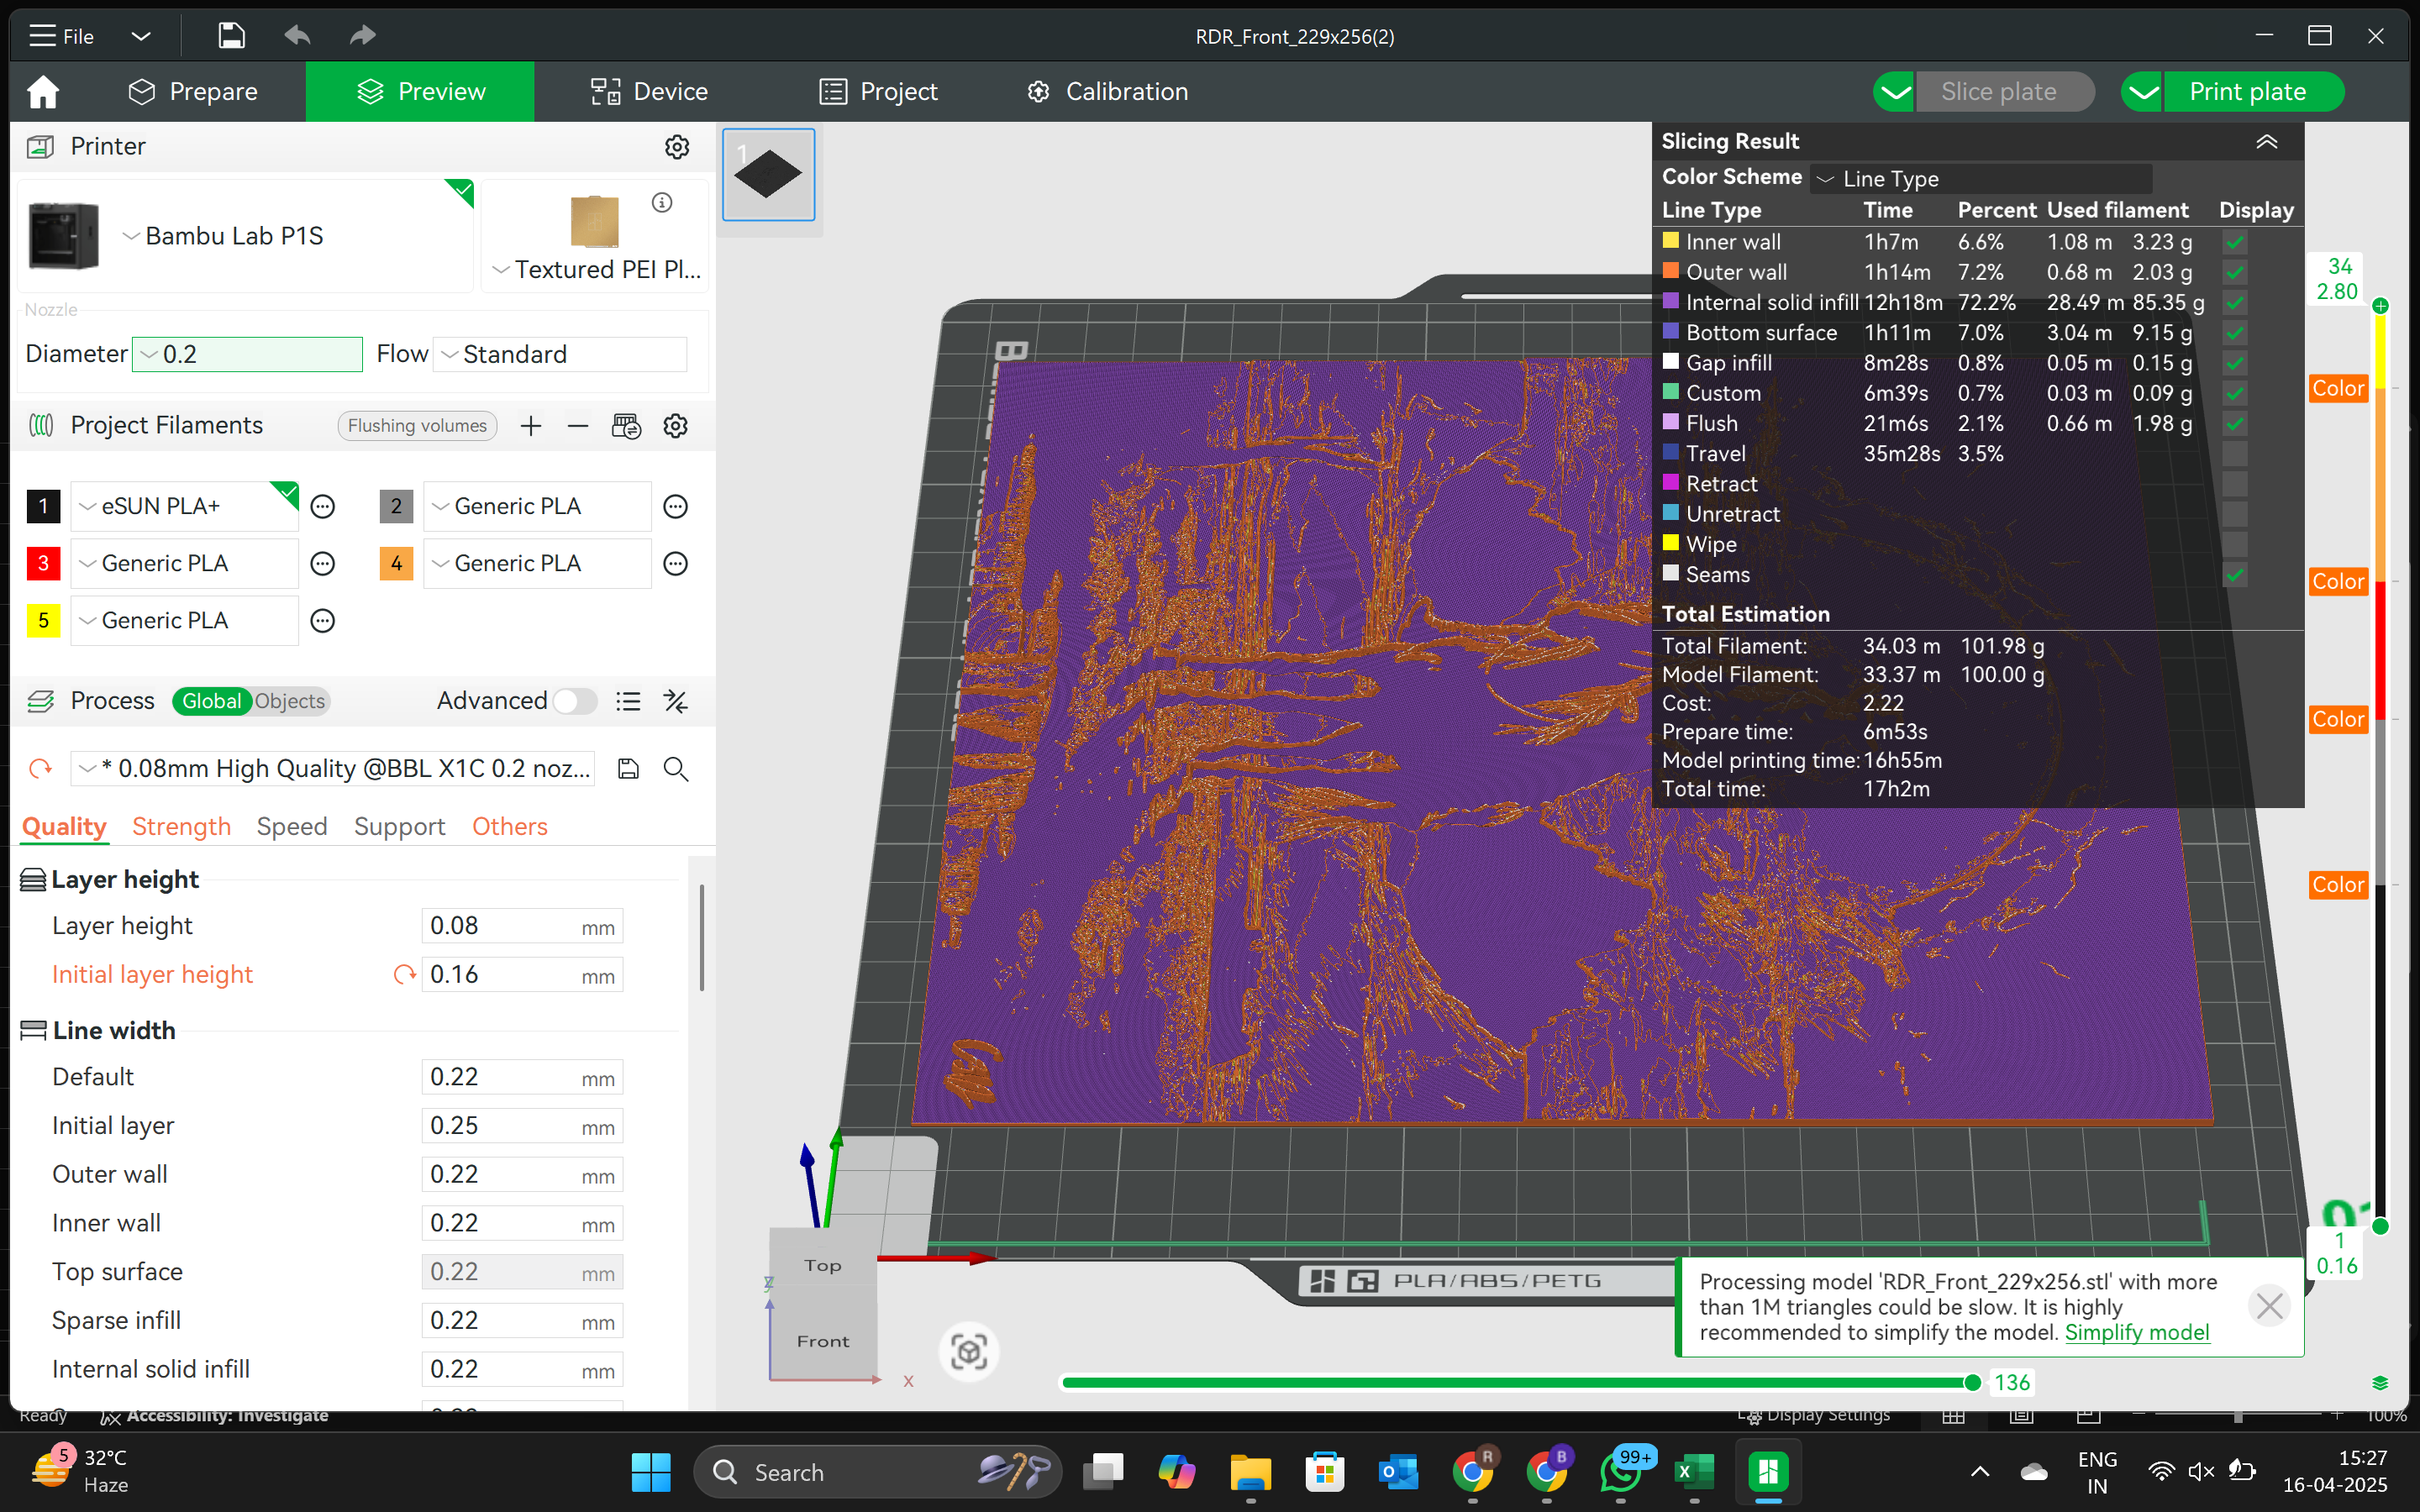 File
RDR_Front_229x256(2)
Prepare
Preview
Device
Project
Calibration
Slice plate
Print plate
Printer
Bambu Lab P1S
Textured PEI Pl...
Nozzle
Diameter 0.2 Flow Standard
Project Filaments Flushing volumes
1 eSUN PLA+ 2 Generic PLA
3 Generic PLA 4 Generic PLA
5 Generic PLA
Process Global Objects Advanced
* 0.08mm High Quality @BBL X1C 0.2 noz...
Quality Strength Speed Support Others
Layer height
Layer height 0.08 mm
Initial layer height 0.16 mm
Line width
Default 0.22 mm
Initial layer 0.25 mm
Outer wall 0.22 mm
Inner wall 0.22 mm
Top surface 0.22 mm
Sparse infill 0.22 mm
Internal solid infill 0.22 mm
1
Slicing Result
Color Scheme Line Type
Line Type Time Percent Used filament Display
Inner wall 1h7m 6.6% 1.08 m 3.23 g
Outer wall 1h14m 7.2% 0.68 m 2.03 g
Internal solid infill 12h18m 72.2% 28.49 m 85.35 g
Bottom surface 1h11m 7.0% 3.04 m 9.15 g
Gap infill 8m28s 0.8% 0.05 m 0.15 g
Custom 6m39s 0.7% 0.03 m 0.09 g
Flush 21m6s 2.1% 0.66 m 1.98 g
Travel 35m28s 3.5%
Retract
Unretract
Wipe
Seams
Total Estimation
Total Filament: 34.03 m 101.98 g
Model Filament: 33.37 m 100.00 g
Cost: 2.22
Prepare time: 6m53s
Model printing time: 16h55m
Total time: 17h2m
34
2.80
Color
Color
Color
Color
1
0.16
Top
Front
z
x
PLA/ABS/PETG
Processing model 'RDR_Front_229x256.stl' with more
than 1M triangles could be slow. It is highly
recommended to simplify the model. Simplify model
136
Ready
Accessibility: Investigate
Display Settings
100%
5
32°C
Haze
Search
R
B
99+
ENG
IN
15:27
16-04-2025